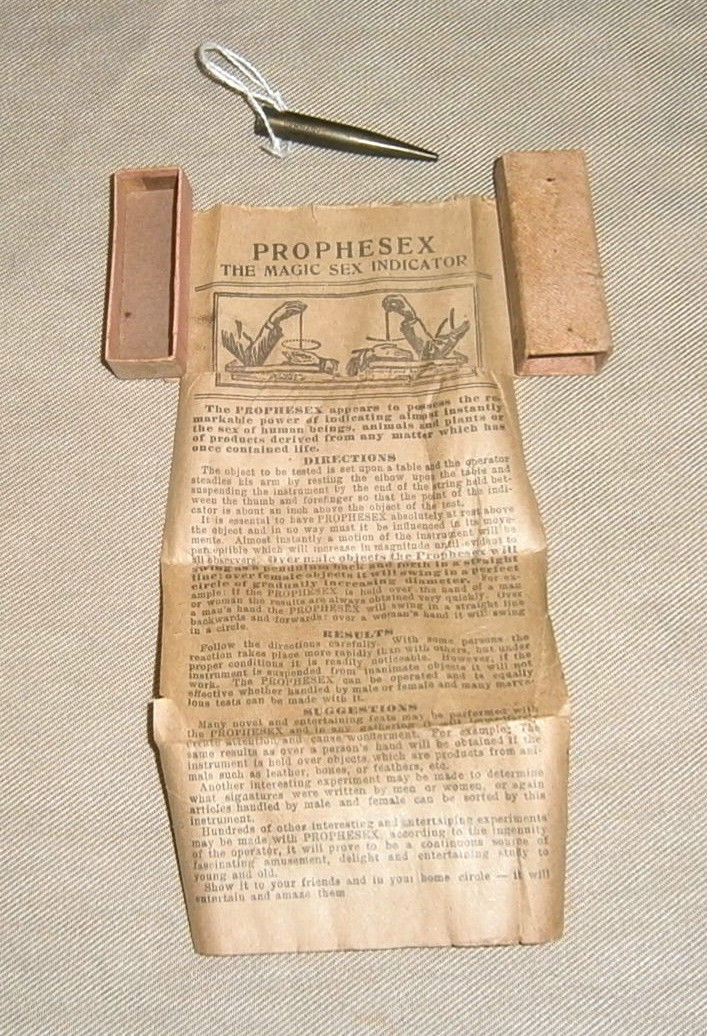 PROPHESEX
THE MAGIC SEX INDICATOR
The PROPHESEX appears to possess the re-
markable power of indicating almost instantly
the sex of human beings, animals and plants or
of products derived from any matter which has
once contained life.
DIRECTIONS
The object to be tested is set upon a table and the operator
steadies his arm by resting the elbow upon the table and
suspending the instrument by the end of the string held bet-
ween the thumb and forefinger so that the point of the indi-
cator is about an inch above the object of the test.
It is essental to have PROPHESEX absolutely at rest above
the object and in no way must it be influenced in its move-
ments. Almost instantly a motion of the instrument will be
perceptible which will increase in magnitude until evident to
all observers. Over male objects the Prophesex will
swing as a pendulum back and forth in a straight
line; over female objects it will swing in a perfect
circle of gradually increasing diameter. For ex-
ample: If the PROPHESEX is held over the hand of a man
or woman the results are always obtained very quickly. Over
a man's hand the PROPHESEX will swing in a straight line
backwards and forwards: over a woman's hand it will swing
in a circle.
RESULTS
Follow the directions carefully. With some persons the
reaction takes place more rapidly than with others, but under
proper conditions it is readily noticeable. However, if the
instrument is suspended from inanimate objects it will not
work. The PROPHESEX can be operated and is equally
effective whether handled by male or female and many marve-
lous tests can be made with it.
SUGGESTIONS
Many novel and entertaining feats may be performed with
the PROPHESEX and in any gathering
create attention and cause wonderment. For example: The
same results as over a person's hand will be obtained if the
instrument is held over objects, which are products from ani-
mals such as leather, bones, or feathers, etc.
Another interesting experiment may be made to determine
what signatures were written by men or women, or again
articles handled by male and female can be sorted by this
instrument.
Hundreds of other interesting and entertaining experiments
may be made with PROPHESEX, according to the ingenuity
of the operator, it will prove to be a continuous source of
fascinating amusement, delight and entertaining study to
young and old.
Show it to your friends and in your home circle — it will
entertain and amaze them